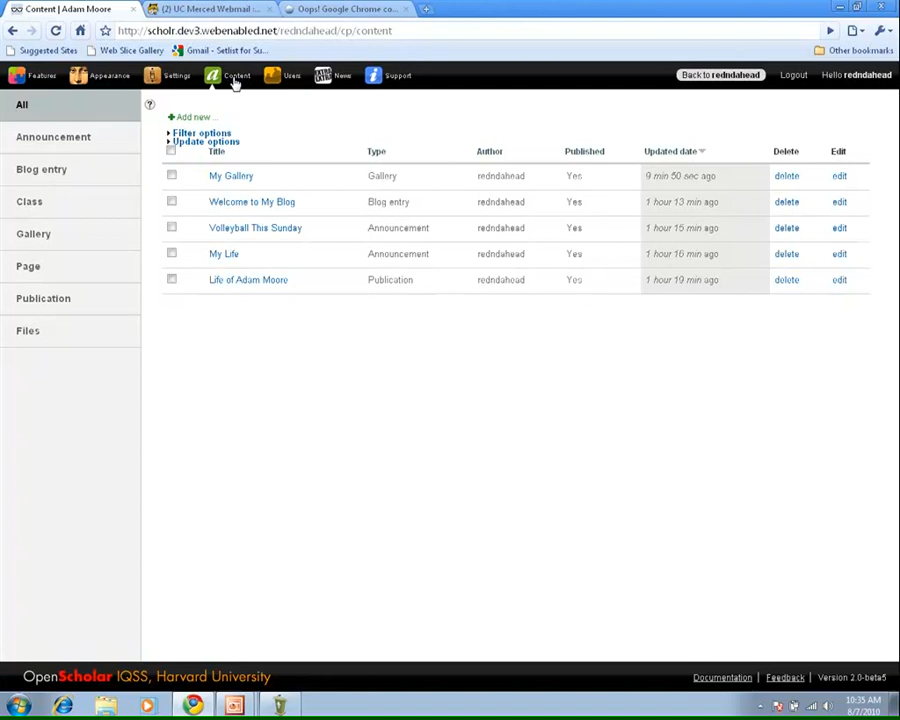 Content | Adam Moore
(2) UC Merced Webmail :...
Oops! Google Chrome co...
http://scholr.dev3.webenabled.net/redndahead/cp/content
Suggested Sites
Web Slice Gallery
Gmail - Setlist for Su...
Other bookmarks
Features
Appearance
Settings
Content
Users
News
Support
Back to redndahead
Logout
Hello redndahead
All
Announcement
Blog entry
Class
Gallery
Page
Publication
Files
Add new ...
Filter options
Update options
Title Type Author Published Updated date Delete Edit
My Gallery Gallery redndahead Yes 9 min 50 sec ago delete edit
Welcome to My Blog Blog entry redndahead Yes 1 hour 13 min ago delete edit
Volleyball This Sunday Announcement redndahead Yes 1 hour 15 min ago delete edit
My Life Announcement redndahead Yes 1 hour 16 min ago delete edit
Life of Adam Moore Publication redndahead Yes 1 hour 19 min ago delete edit
OpenScholar IQSS, Harvard University
Documentation
Feedback
Version 2.0-beta5
10:35 AM
8/7/2010